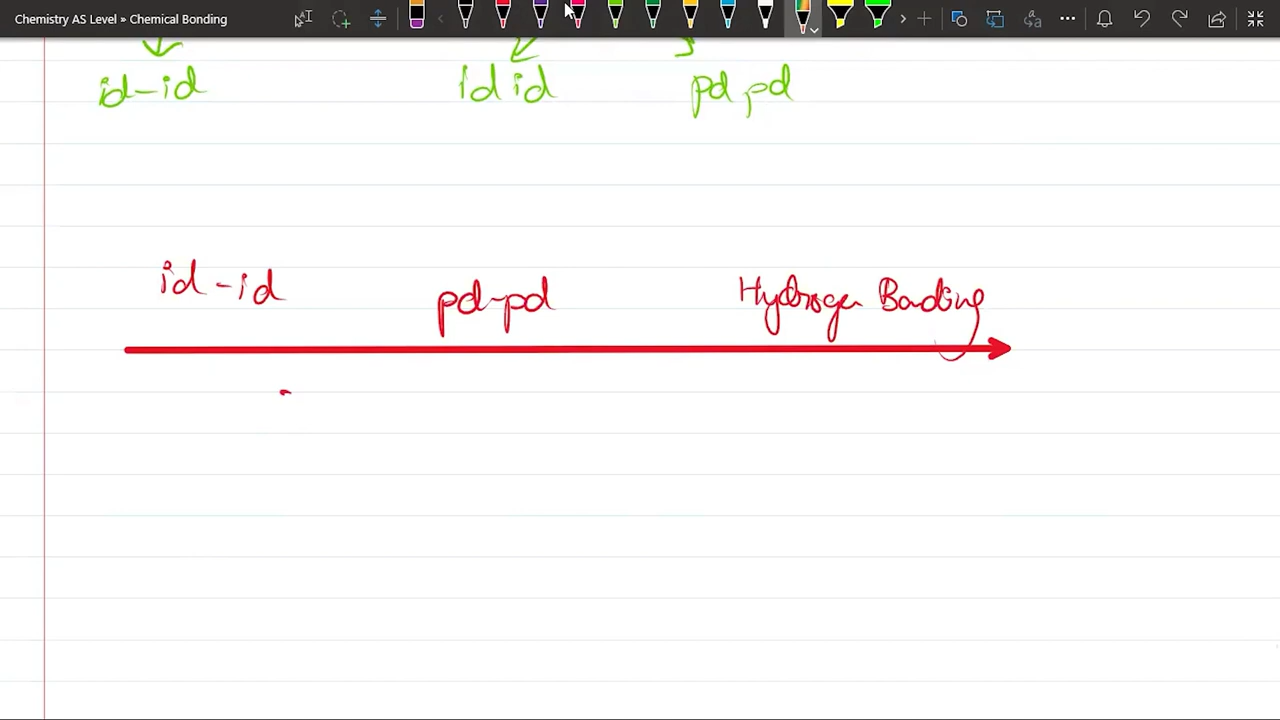 Chemistry AS Level » Chemical Bonding
id-id
id id
pd, pd
id-id
pd-pd
Hydrogen Bonding